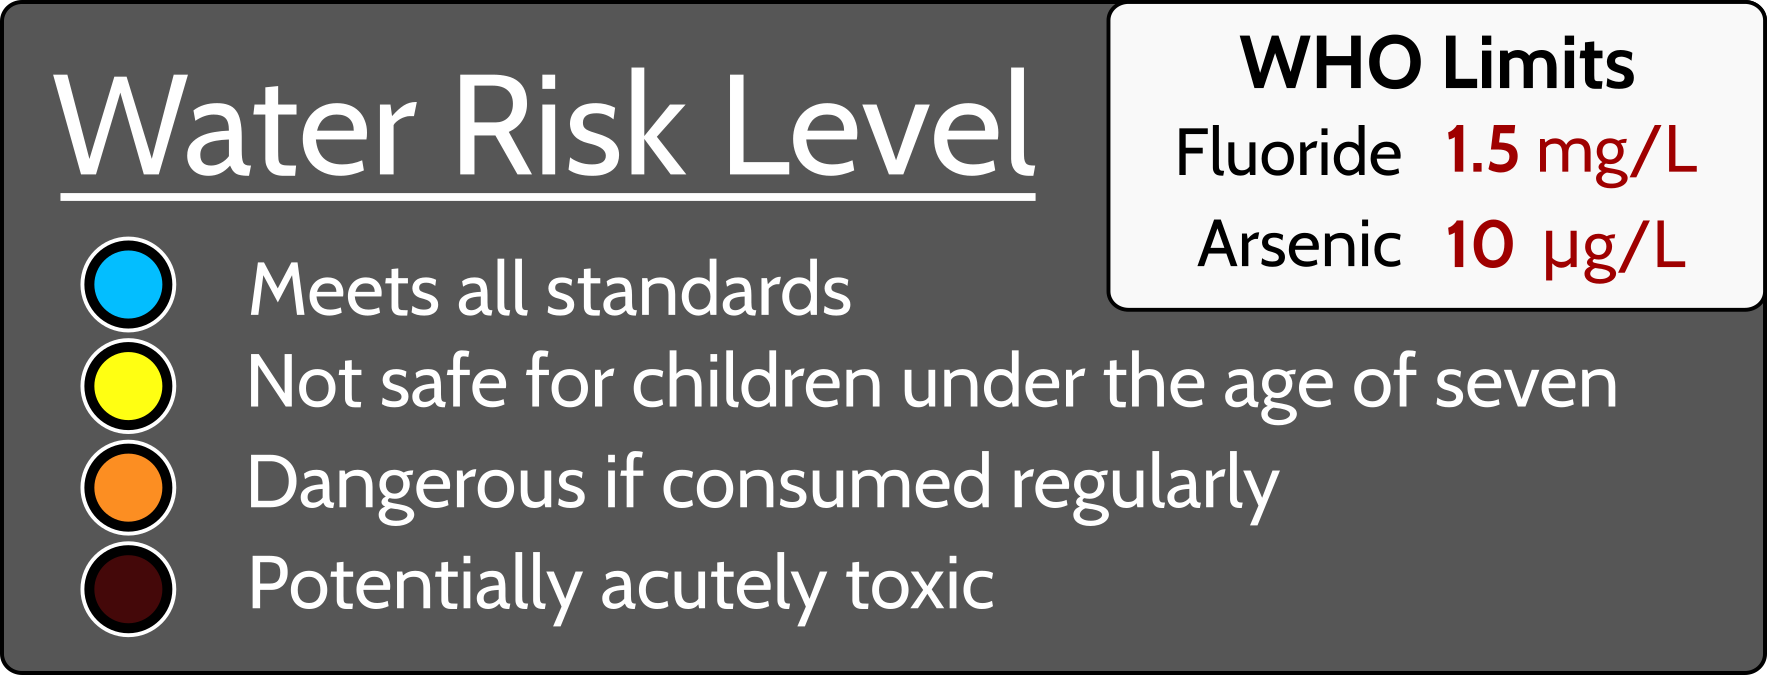 Water Risk Level
WHO Limits
Fluoride 1.5 mg/L
Arsenic 10 µg/L
Meets all standards
Not safe for children under the age of seven
Dangerous if consumed regularly
Potentially acutely toxic